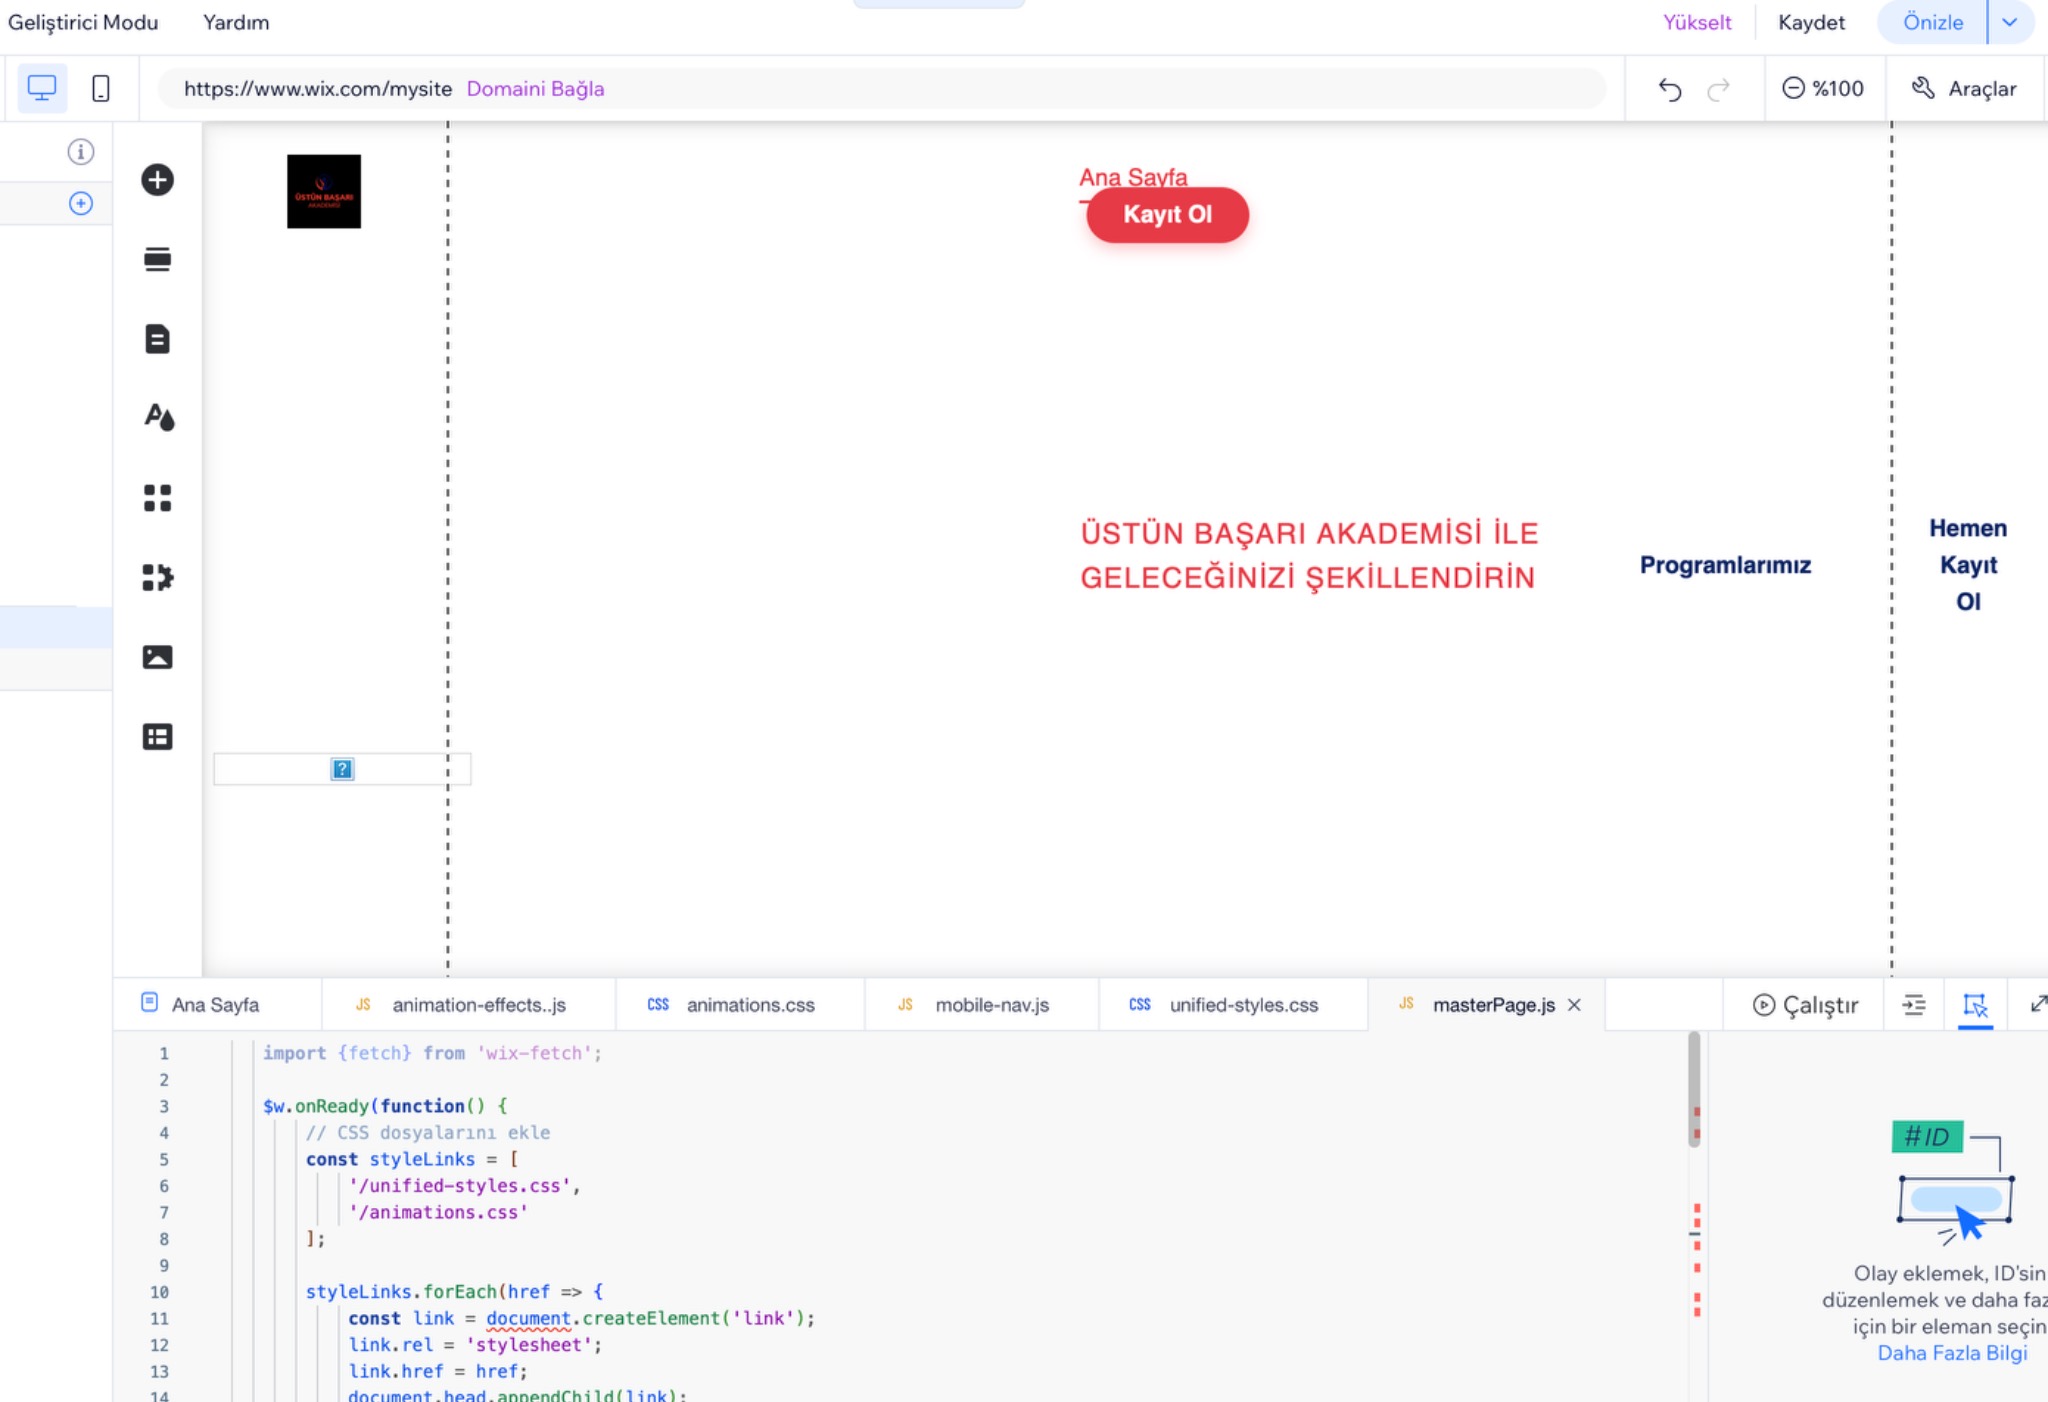 Geliştirici Modu Yardım Yükselt Kaydet Önizle
https://www.wix.com/mysite Domaini Bağla %100 Araçlar
ÜSTÜN BAŞARI
AKADEMİSİ
Ana Sayfa
Kayıt Ol
ÜSTÜN BAŞARI AKADEMİSİ İLE
GELECEĞİNİZİ ŞEKİLLENDİRİN
Programlarımız
Hemen
Kayıt
Ol
Ana Sayfa JS animation-effects..js CSS animations.css JS mobile-nav.js CSS unified-styles.css JS masterPage.js Çalıştır
1 import {fetch} from 'wix-fetch';
2
3 $w.onReady(function() {
4 // CSS dosyalarını ekle
5 const styleLinks = [
6 '/unified-styles.css',
7 '/animations.css'
8 ];
9
10 styleLinks.forEach(href => {
11 const link = document.createElement('link');
12 link.rel = 'stylesheet';
13 link.href = href;
14 document.head.appendChild(link);
#ID
Olay eklemek, ID'sin
düzenlemek ve daha faz
için bir eleman seçin
Daha Fazla Bilgi